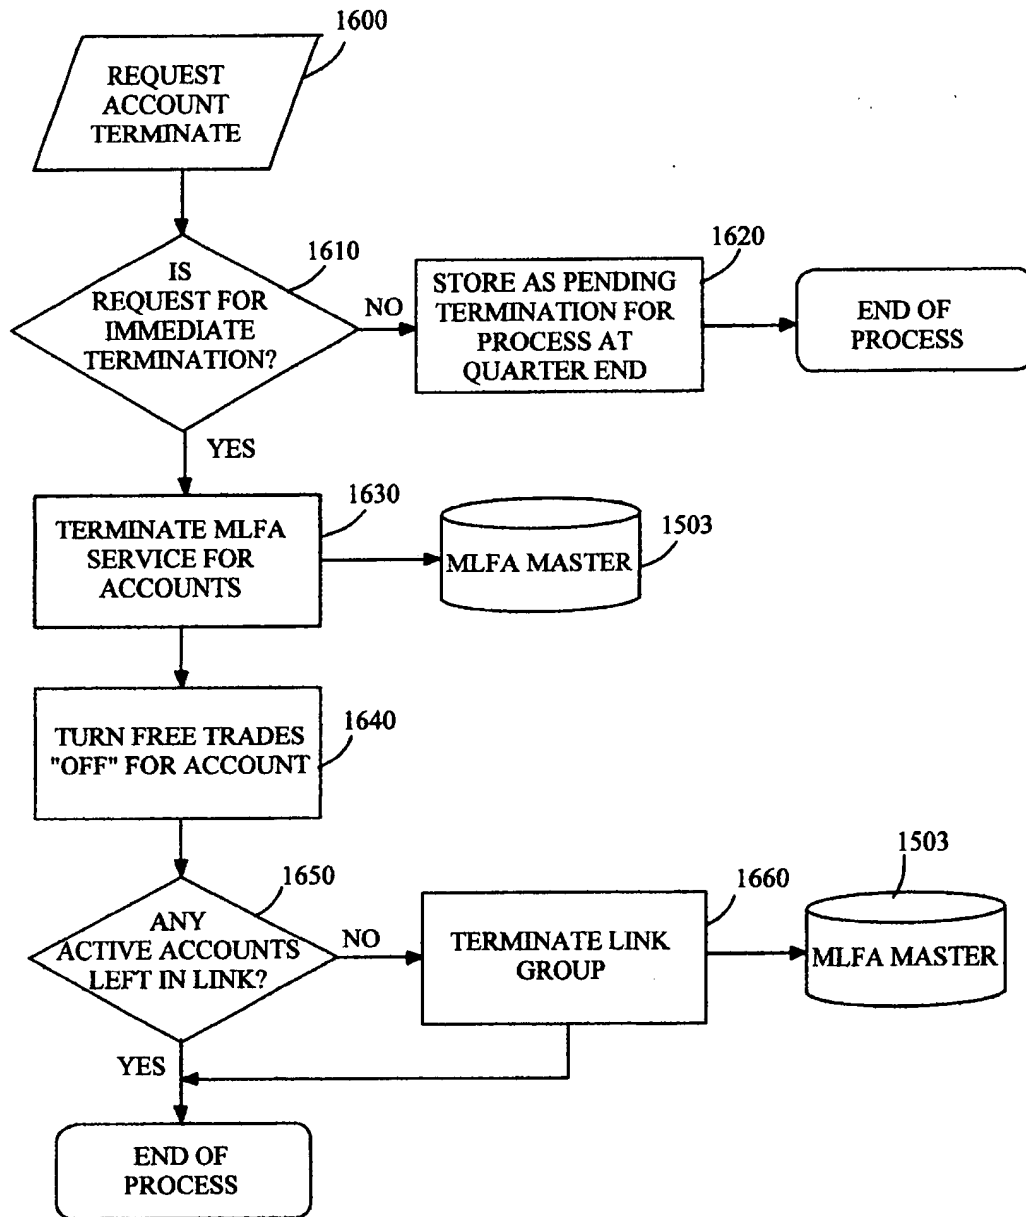 1600
REQUEST
ACCOUNT
TERMINATE
1610
IS
REQUEST FOR
IMMEDIATE
TERMINATION?
NO
1620
STORE AS PENDING
TERMINATION FOR
PROCESS AT
QUARTER END
END OF
PROCESS
YES
1630
TERMINATE MLFA
SERVICE FOR
ACCOUNTS
1503
MLFA MASTER
1640
TURN FREE TRADES
"OFF" FOR ACCOUNT
1650
ANY
ACTIVE ACCOUNTS
LEFT IN LINK?
NO
1660
TERMINATE LINK
GROUP
1503
MLFA MASTER
YES
END OF
PROCESS